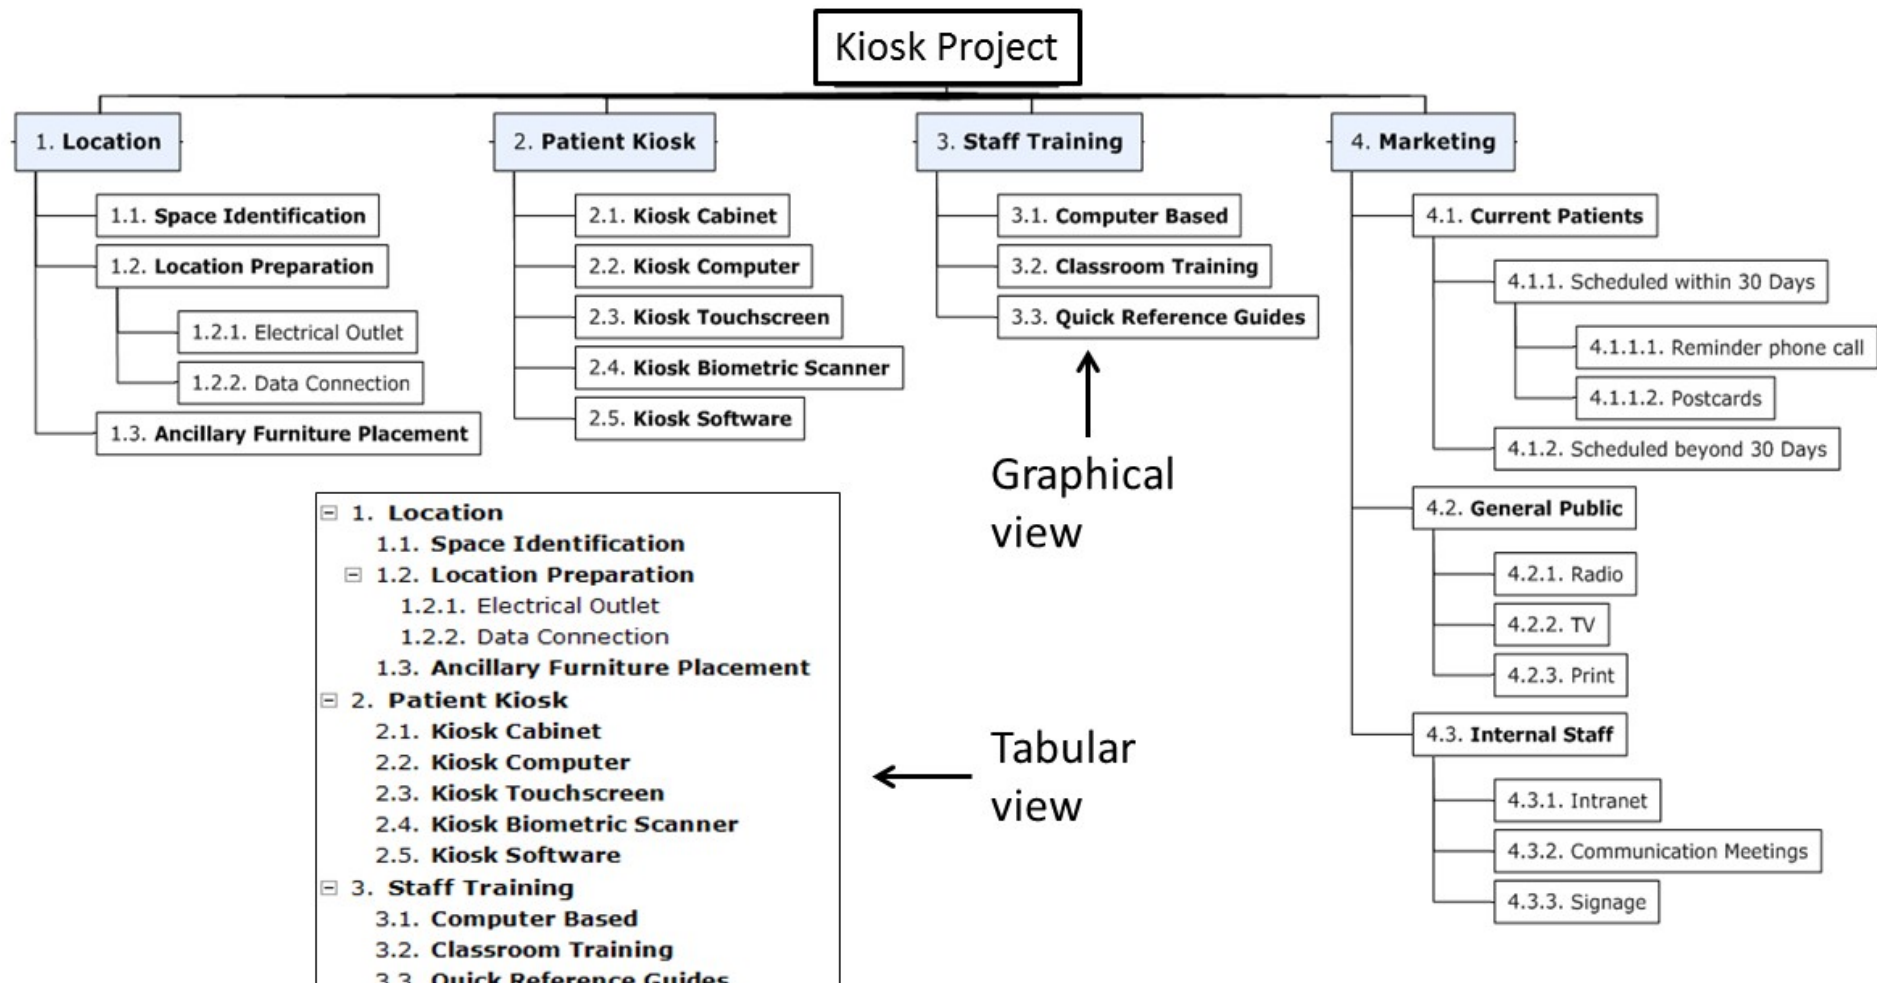 Kiosk Project
1. Location
1.1. Space Identification
1.2. Location Preparation
1.2.1. Electrical Outlet
1.2.2. Data Connection
1.3. Ancillary Furniture Placement
2. Patient Kiosk
2.1. Kiosk Cabinet
2.2. Kiosk Computer
2.3. Kiosk Touchscreen
2.4. Kiosk Biometric Scanner
2.5. Kiosk Software
3. Staff Training
3.1. Computer Based
3.2. Classroom Training
3.3. Quick Reference Guides
4. Marketing
4.1. Current Patients
4.1.1. Scheduled within 30 Days
4.1.1.1. Reminder phone call
4.1.1.2. Postcards
4.1.2. Scheduled beyond 30 Days
4.2. General Public
4.2.1. Radio
4.2.2. TV
4.2.3. Print
4.3. Internal Staff
4.3.1. Intranet
4.3.2. Communication Meetings
4.3.3. Signage
Graphical
view
1. Location
1.1. Space Identification
1.2. Location Preparation
1.2.1. Electrical Outlet
1.2.2. Data Connection
1.3. Ancillary Furniture Placement
2. Patient Kiosk
2.1. Kiosk Cabinet
2.2. Kiosk Computer
2.3. Kiosk Touchscreen
2.4. Kiosk Biometric Scanner
2.5. Kiosk Software
3. Staff Training
3.1. Computer Based
3.2. Classroom Training
3.3. Quick Reference Guides
Tabular
view